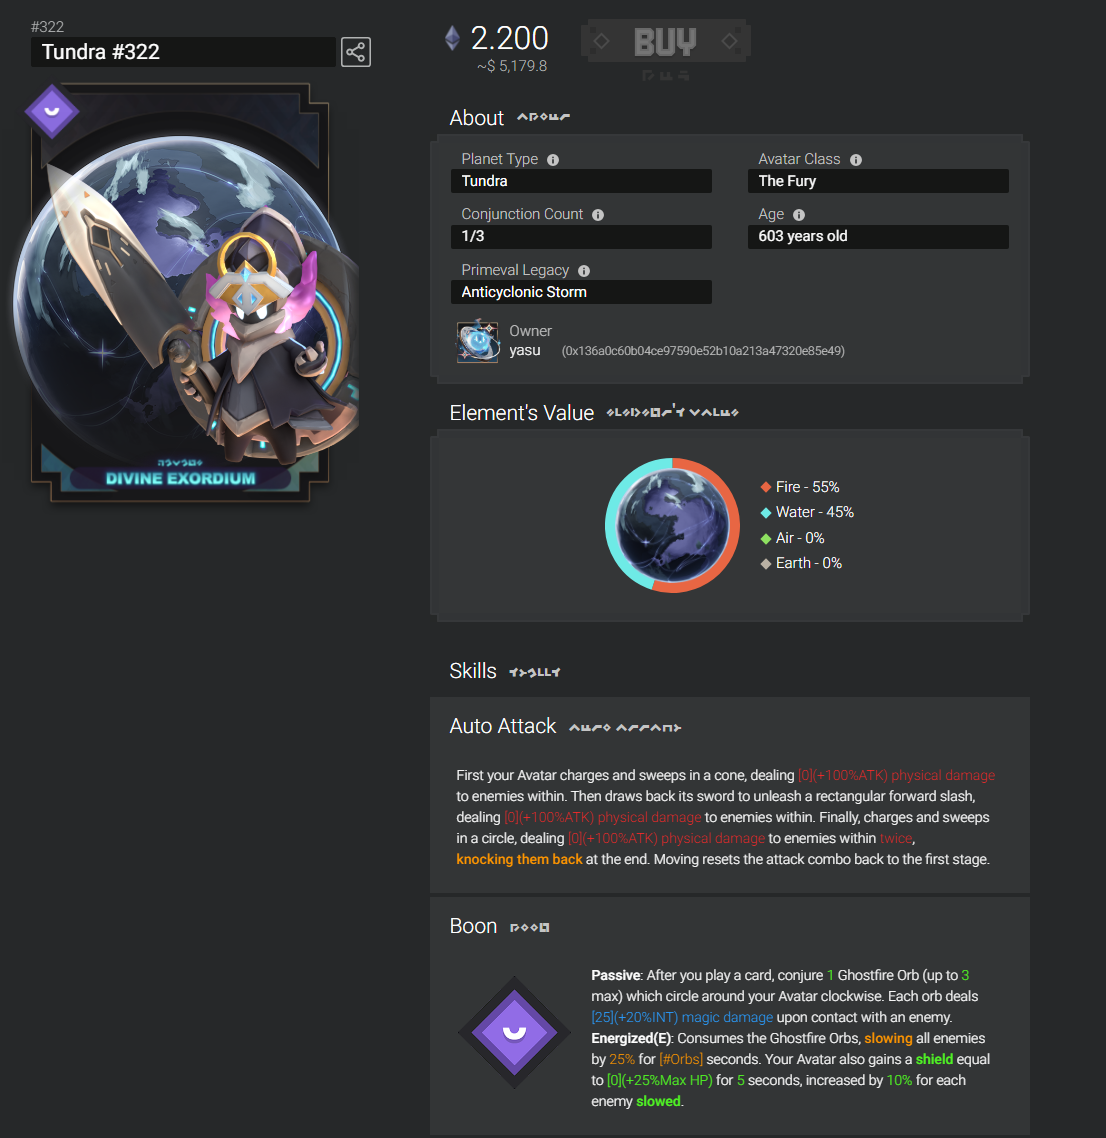 #322
Tundra #322
2.200
~$ 5,179.8
BUY
About
Planet Type
Tundra
Avatar Class
The Fury
Conjunction Count
1/3
Age
603 years old
Primeval Legacy
Anticyclonic Storm
Owner
yasu (0x136a0c60b04ce97590e52b10a213a47320e85e49)
DIVINE EXORDIUM
Element's Value
Fire - 55%
Water - 45%
Air - 0%
Earth - 0%
Skills
Auto Attack
First your Avatar charges and sweeps in a cone, dealing [0](+100%ATK) physical damage
to enemies within. Then draws back its sword to unleash a rectangular forward slash,
dealing [0](+100%ATK) physical damage to enemies within. Finally, charges and sweeps
in a circle, dealing [0](+100%ATK) physical damage to enemies within twice,
knocking them back at the end. Moving resets the attack combo back to the first stage.
Boon
Passive: After you play a card, conjure 1 Ghostfire Orb (up to 3
max) which circle around your Avatar clockwise. Each orb deals
[25](+20%INT) magic damage upon contact with an enemy.
Energized(E): Consumes the Ghostfire Orbs, slowing all enemies
by 25% for [#Orbs] seconds. Your Avatar also gains a shield equal
to [0](+25%Max HP) for 5 seconds, increased by 10% for each
enemy slowed.